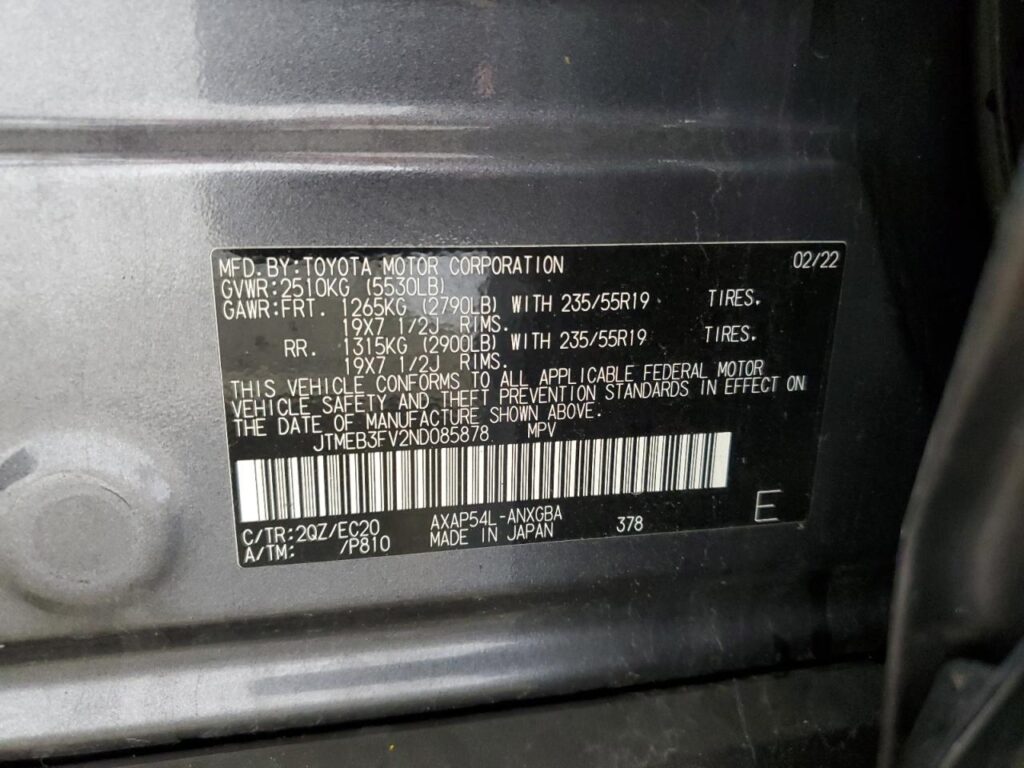 MFD.BY:TOYOTA MOTOR CORPORATION 02/22
GVWR:2510KG (5530LB)
GAWR:FRT. 1265KG (2790LB) WITH 235/55R19 TIRES.
19X7 1/2J RIMS.
RR. 1315KG (2900LB) WITH 235/55R19 TIRES.
19X7 1/2J RIMS.
THIS VEHICLE CONFORMS TO ALL APPLICABLE FEDERAL MOTOR
VEHICLE SAFETY AND THEFT PREVENTION STANDARDS IN EFFECT ON
THE DATE OF MANUFACTURE SHOWN ABOVE.
JTMEB3FV2ND085878 MPV
C/TR:2QZ/EC20 AXAP54L-ANXGBA 378 E
A/TM: /P810 MADE IN JAPAN